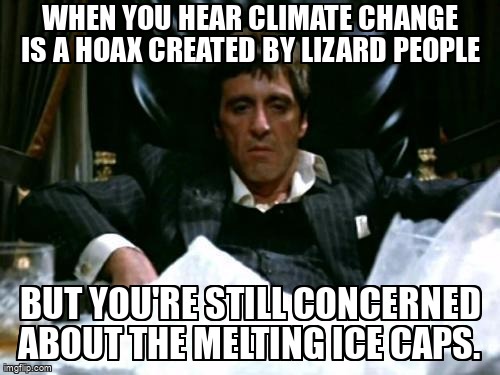 WHEN YOU HEAR CLIMATE CHANGE
IS A HOAX CREATED BY LIZARD PEOPLE
BUT YOU'RE STILL CONCERNED
ABOUT THE MELTING ICE CAPS.
imgflip.com